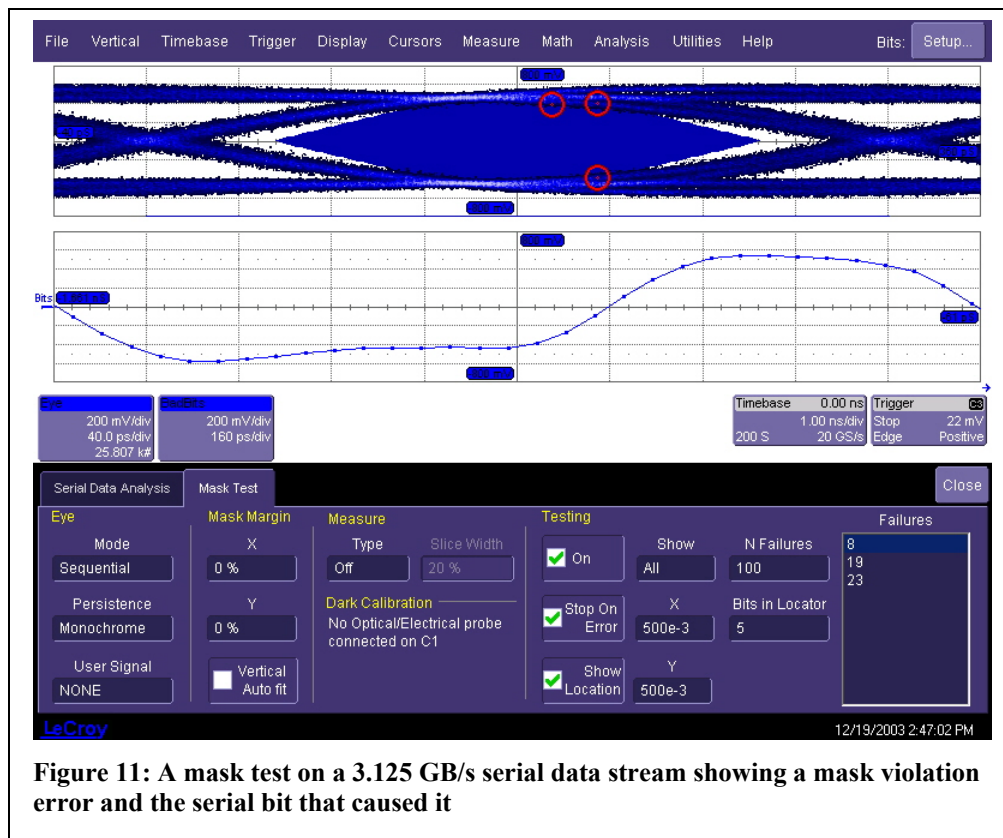 File Vertical Timebase Trigger Display Cursors Measure Math Analysis Utilities Help Bits: Setup...
Bits
Eye
200 mV/div
40.0 ps/div
25.807 k#
200 mV/div
160 ps/div
Timebase 0.00 ns
1.00 ns/div
200 S 20 GS/s
Trigger C3
Stop 22 mV
Edge Positive
Serial Data Analysis Mask Test Close
Eye
Mode
Sequential
Persistence
Monochrome
User Signal
NONE
Mask Margin
X
0 %
Y
0 %
Vertical
Auto fit
Measure
Type Slice Width
Off 20 %
Dark Calibration
No Optical/Electrical probe
connected on C1
Testing
On
Show
All
N Failures
100
Stop On
Error
X
500e-3
Bits in Locator
5
Show
Location
Y
500e-3
Failures
8
19
23
LeCroy 12/19/2003 2:47:02 PM
Figure 11: A mask test on a 3.125 GB/s serial data stream showing a mask violation
error and the serial bit that caused it